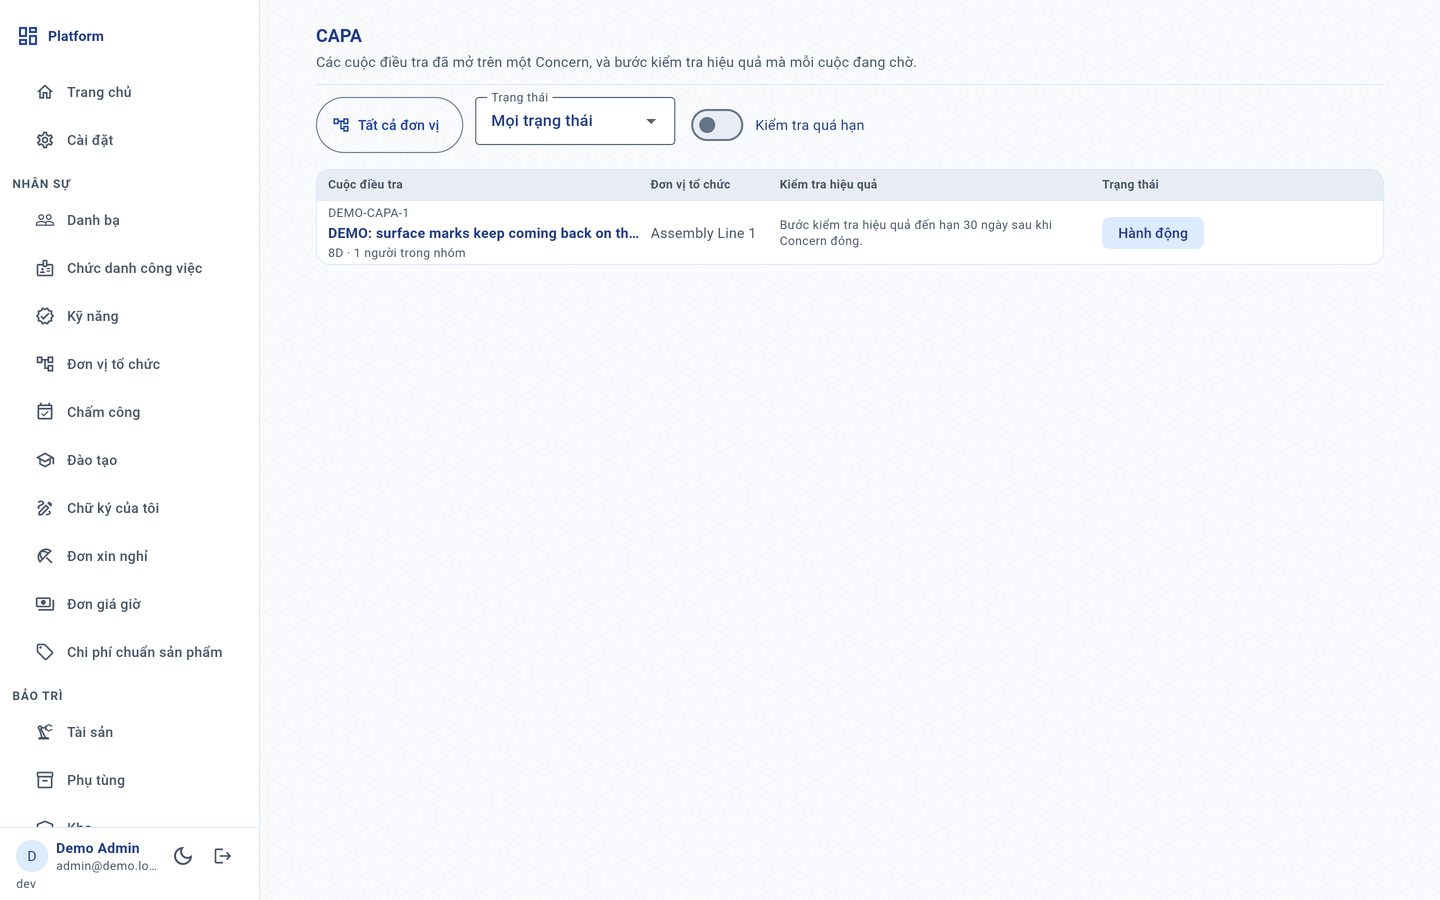 Platform
Trang chủ
Cài đặt
NHÂN SỰ
Danh bạ
Chức danh công việc
Kỹ năng
Đơn vị tổ chức
Chấm công
Đào tạo
Chữ ký của tôi
Đơn xin nghỉ
Đơn giá giờ
Chi phí chuẩn sản phẩm
BẢO TRÌ
Tài sản
Phụ tùng
Kho
D
Demo Admin
admin@demo.lo...
dev
CAPA
Các cuộc điều tra đã mở trên một Concern, và bước kiểm tra hiệu quả mà mỗi cuộc đang chờ.
Tất cả đơn vị
Trạng thái
Mọi trạng thái
Kiểm tra quá hạn
Cuộc điều tra
Đơn vị tổ chức
Kiểm tra hiệu quả
Trạng thái
DEMO-CAPA-1
DEMO: surface marks keep coming back on th...
8D · 1 người trong nhóm
Assembly Line 1
Bước kiểm tra hiệu quả đến hạn 30 ngày sau khi
Concern đóng.
Hành động